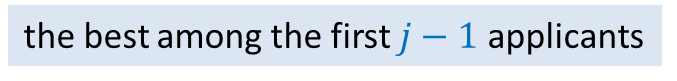 the best among the first j − 1 applicants